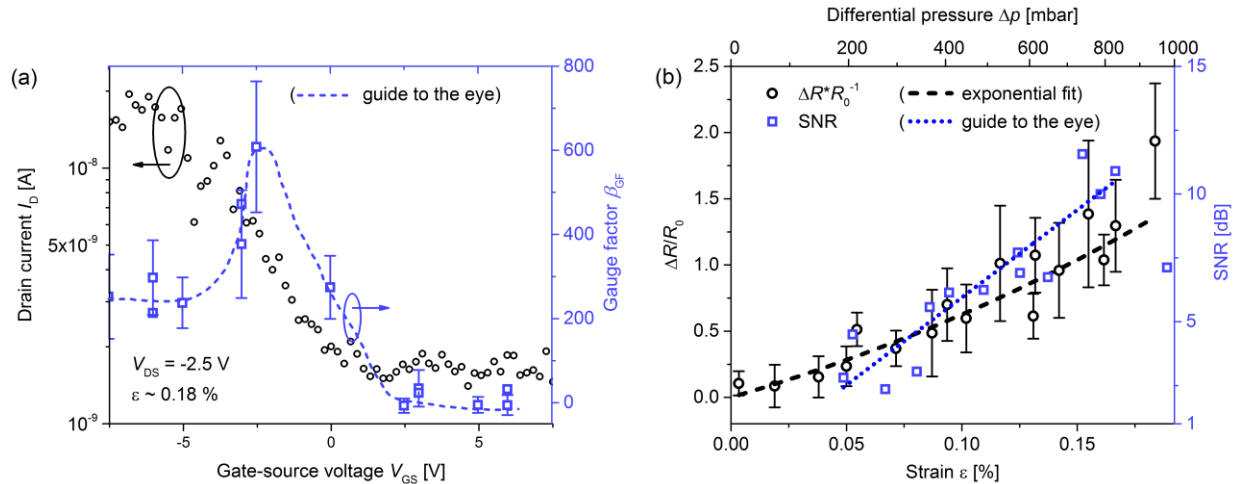 (a)
Drain current I_D [A]
10⁻⁸
5x10⁻⁹
10⁻⁹
( guide to the eye)
V_DS = -2.5 V
ε ~ 0.18 %
-5 0 5
Gate-source voltage V_GS [V]
800
600
400
200
0
Gauge factor β_GF
(b)
Differential pressure Δp [mbar]
0 200 400 600 800 1000
ΔR/R₀
2.5
2.0
1.5
1.0
0.5
0.0
ΔR*R₀⁻¹ ( exponential fit)
SNR ( guide to the eye)
0.00 0.05 0.10 0.15
Strain ε [%]
15
10
5
1
SNR [dB]